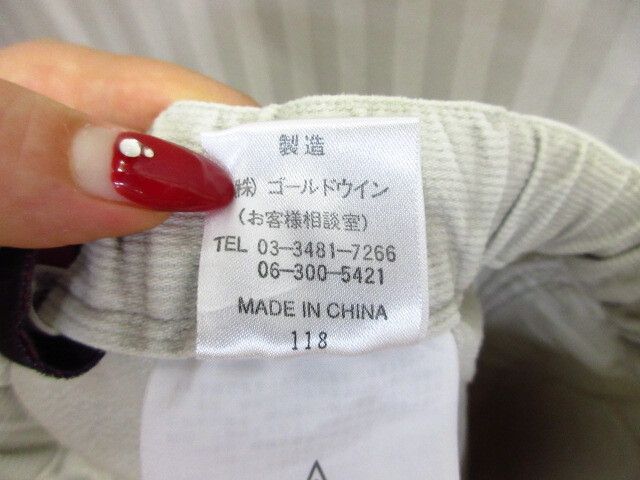 製造
株) ゴールドウイン
(お客様相談室)
TEL 03-3481-7266
06-300-5421
MADE IN CHINA
118